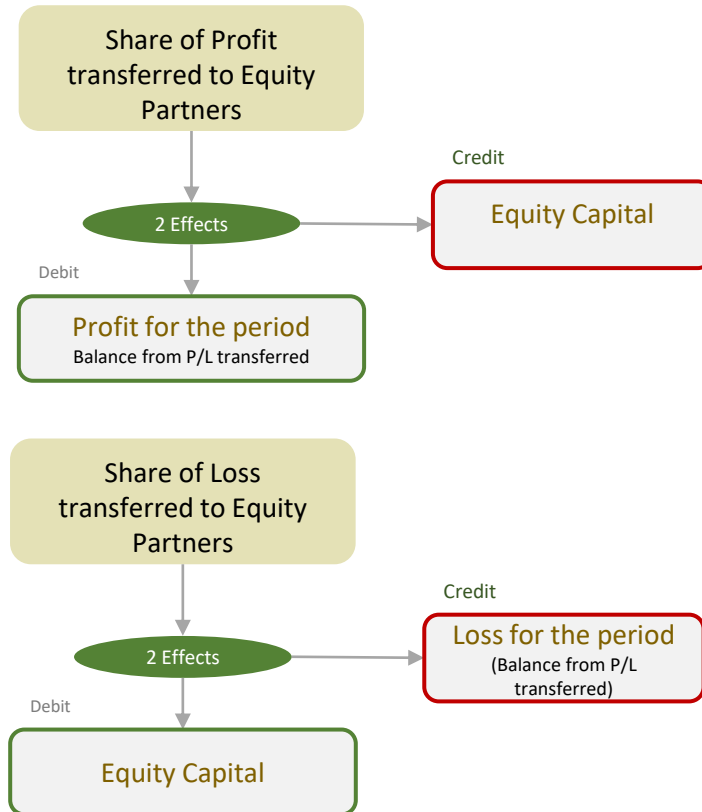 Share of Profit
transferred to Equity
Partners
Credit
Equity Capital
2 Effects
Debit
Profit for the period
Balance from P/L transferred
Share of Loss
transferred to Equity
Partners
Credit
Loss for the period
(Balance from P/L
transferred)
2 Effects
Debit
Equity Capital